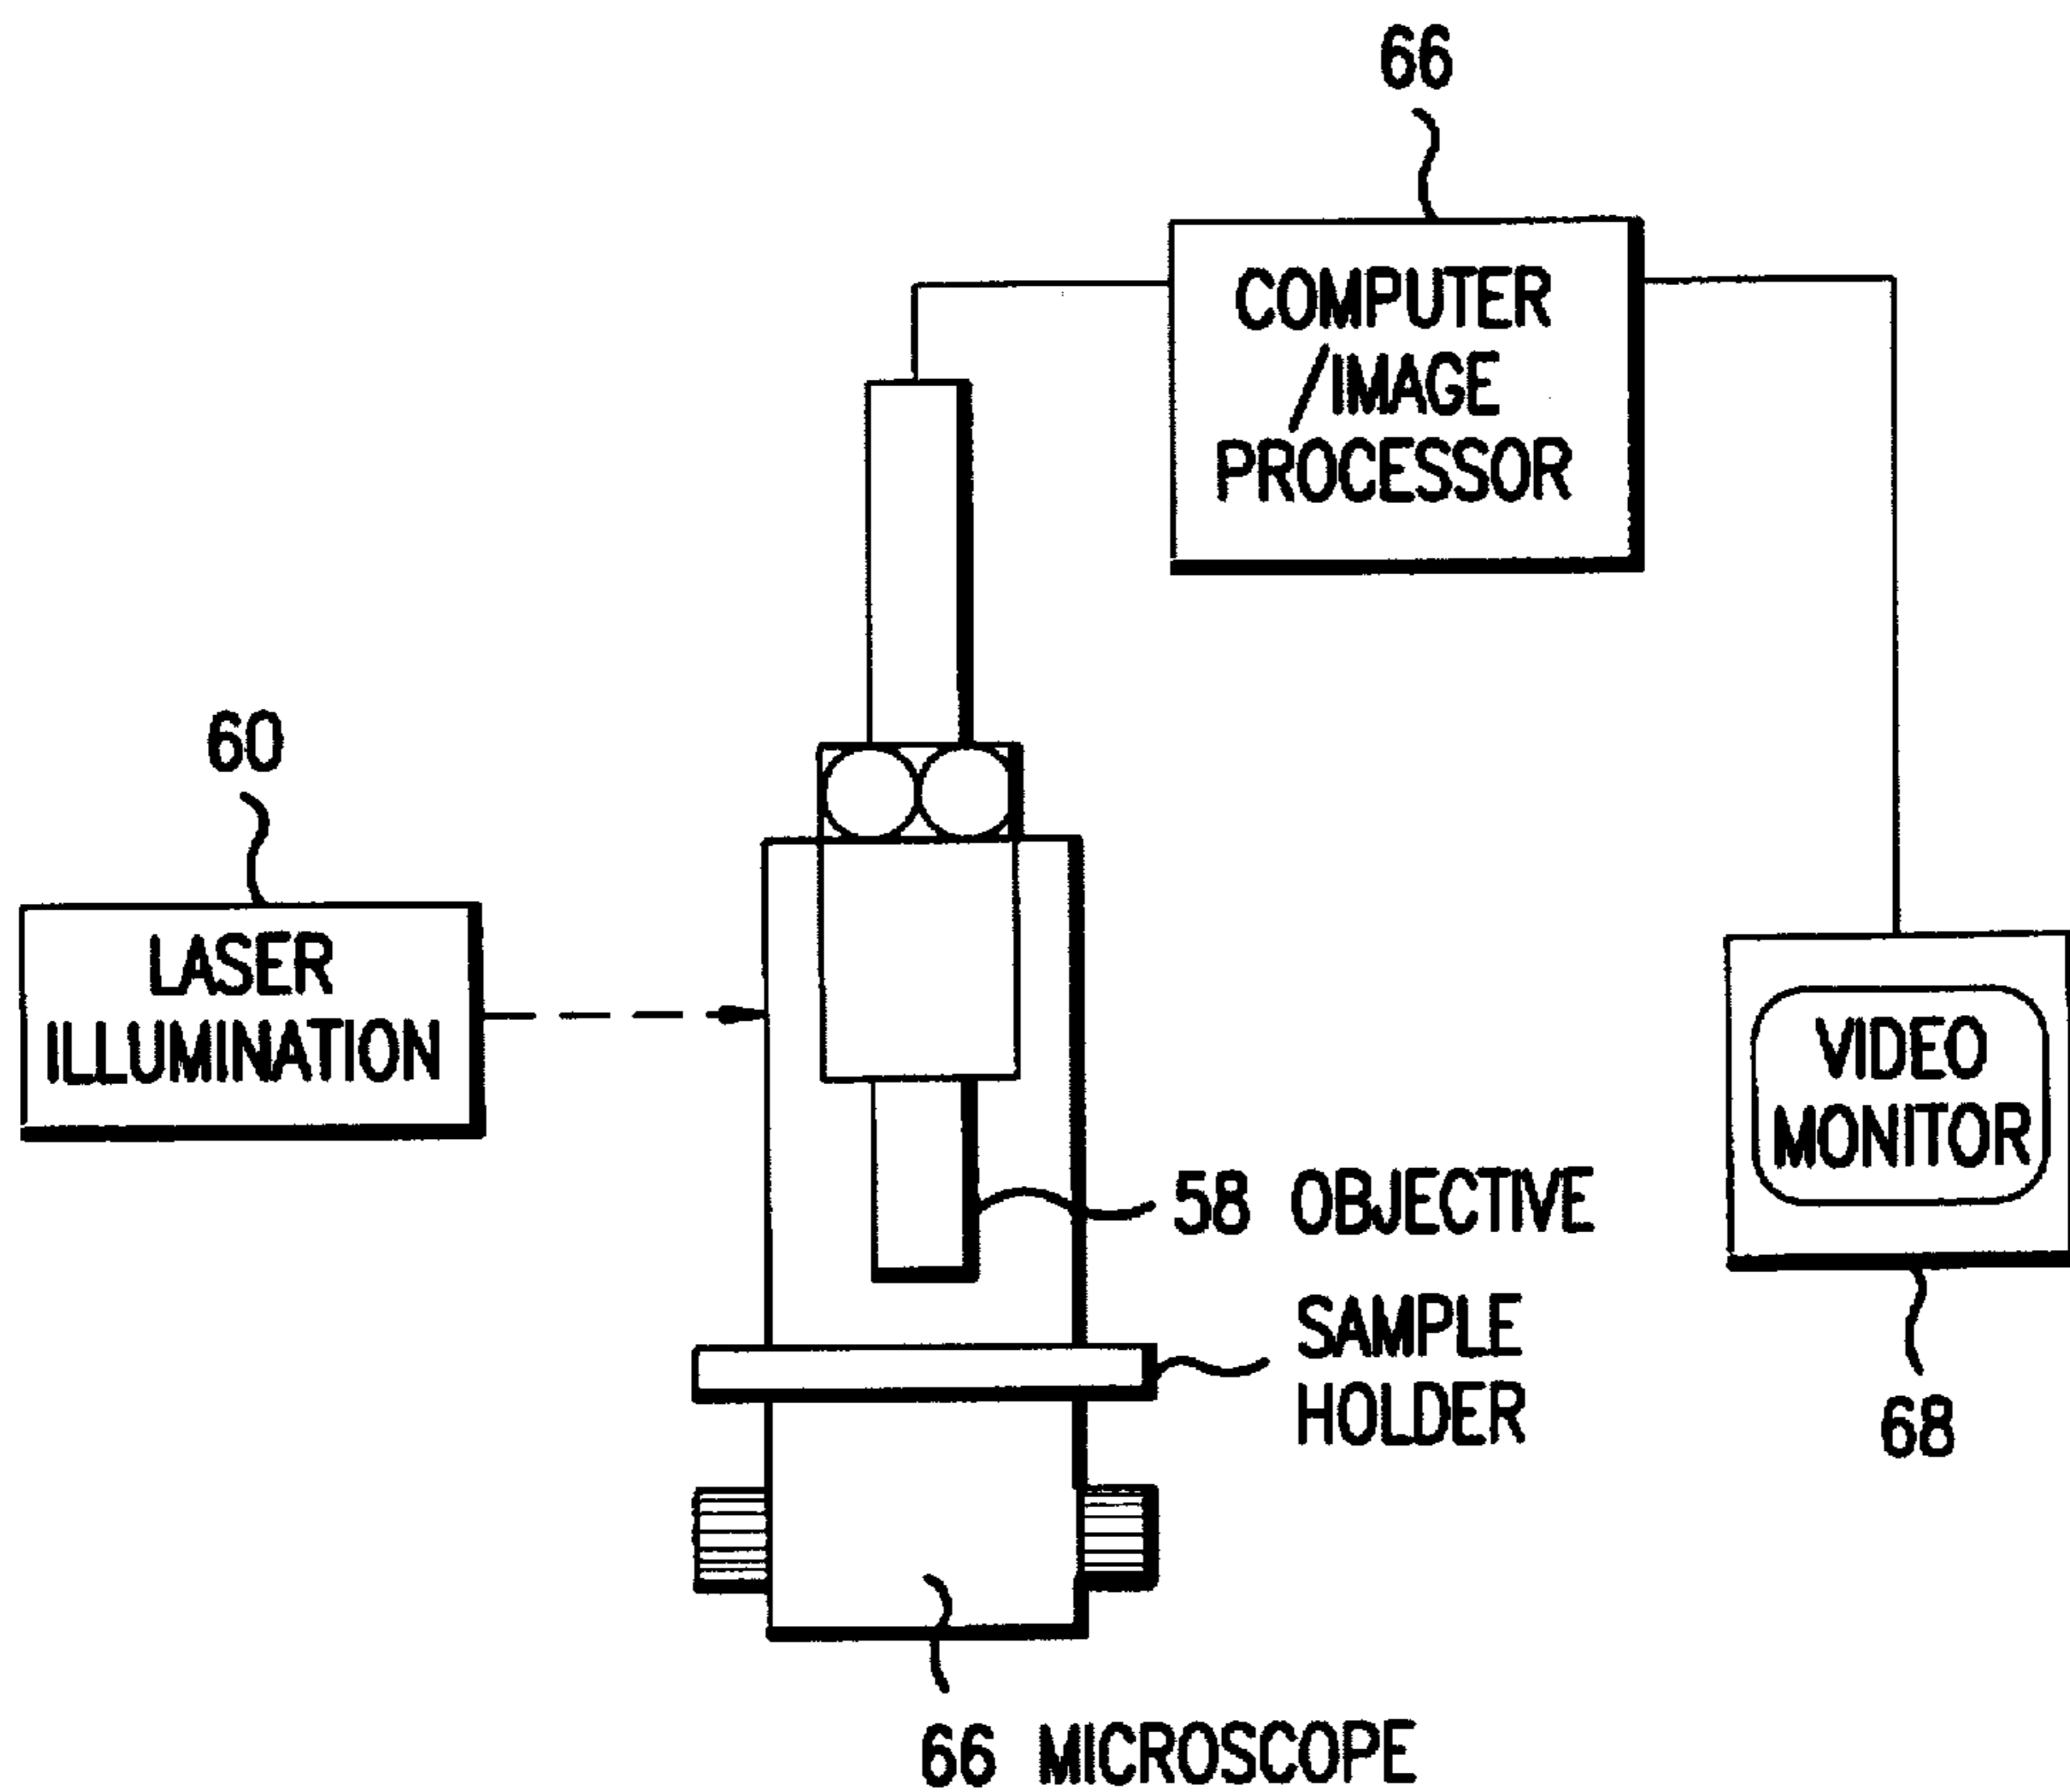 66
COMPUTER
/IMAGE
PROCESSOR
60
LASER
ILLUMINATION
VIDEO
MONITOR
58 OBJECTIVE
SAMPLE
HOLDER
68
66 MICROSCOPE